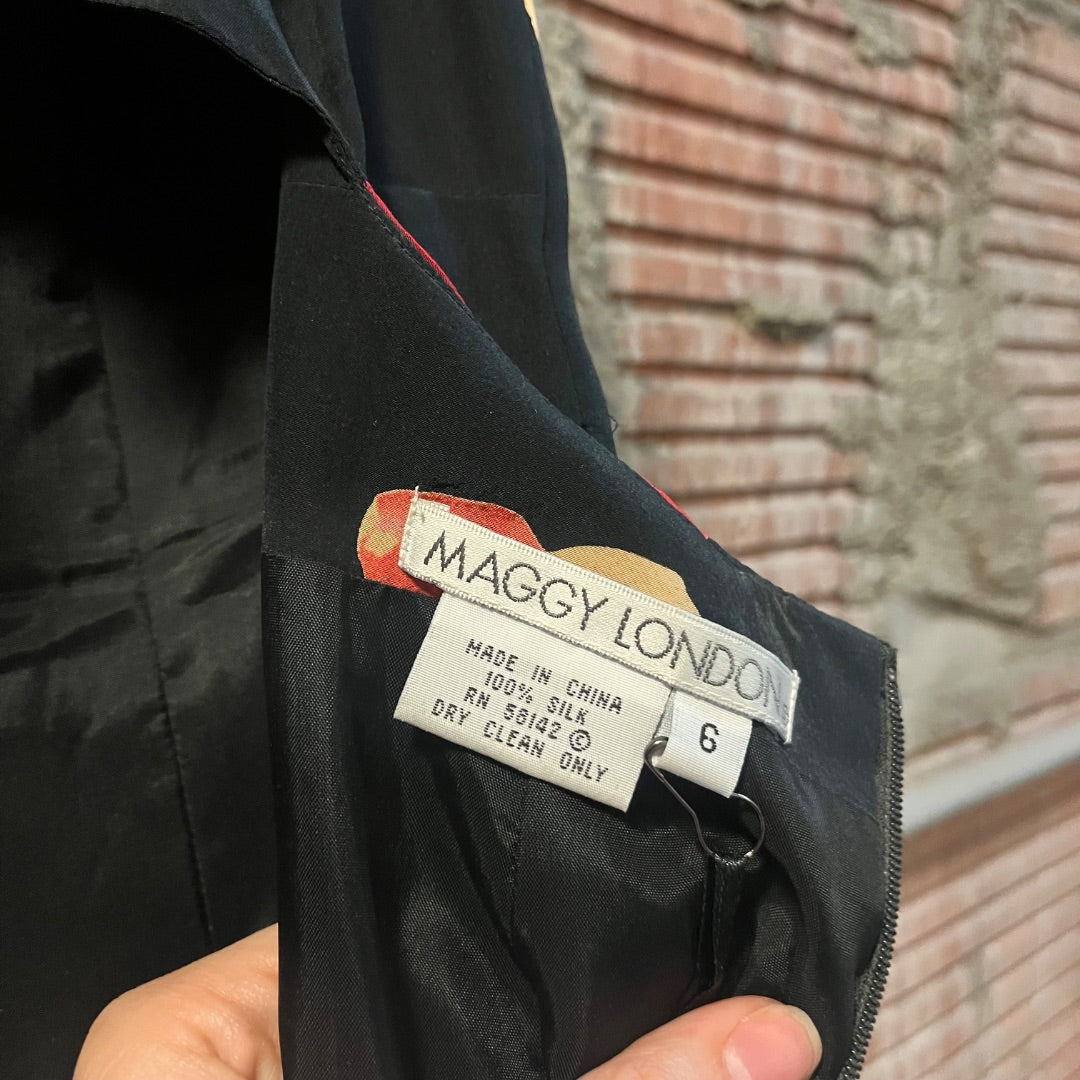 MAGGY LONDON
MADE IN CHINA
100% SILK
RN 58142 ©
DRY CLEAN ONLY
6